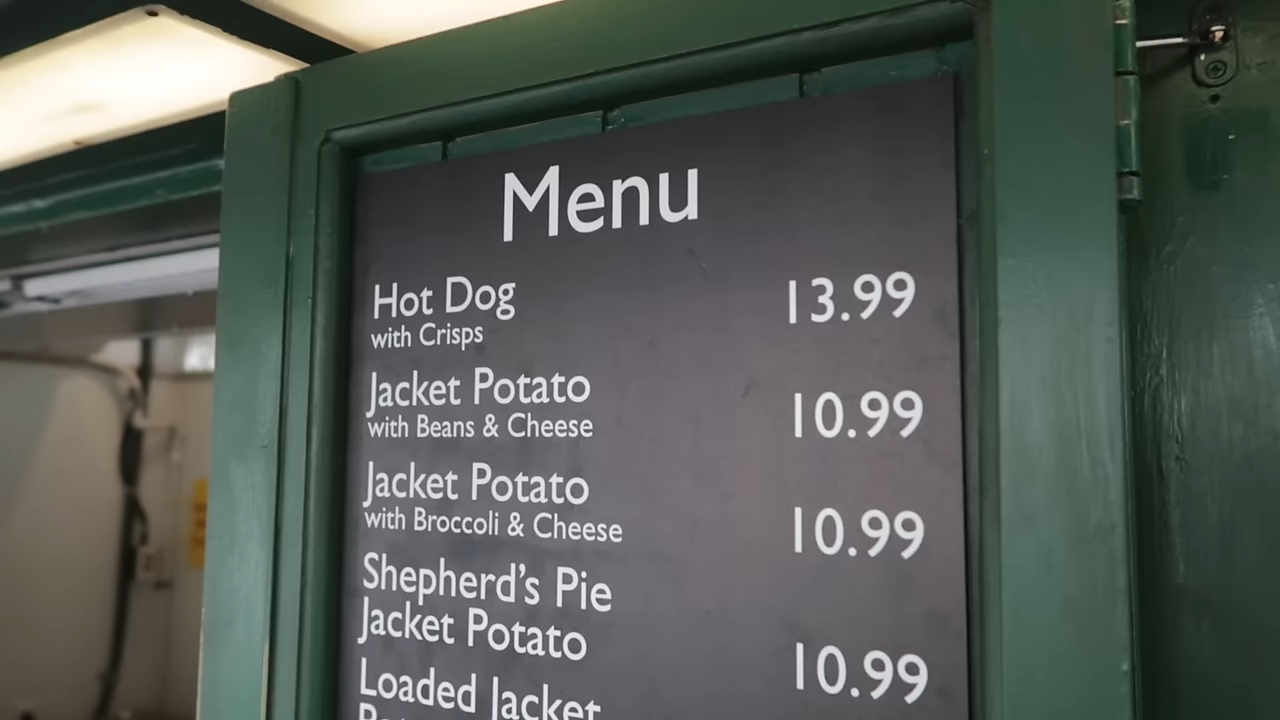 Menu
Hot Dog 13.99
with Crisps
Jacket Potato 10.99
with Beans & Cheese
Jacket Potato 10.99
with Broccoli & Cheese
Shepherd's Pie
Jacket Potato 10.99
Loaded Jacket